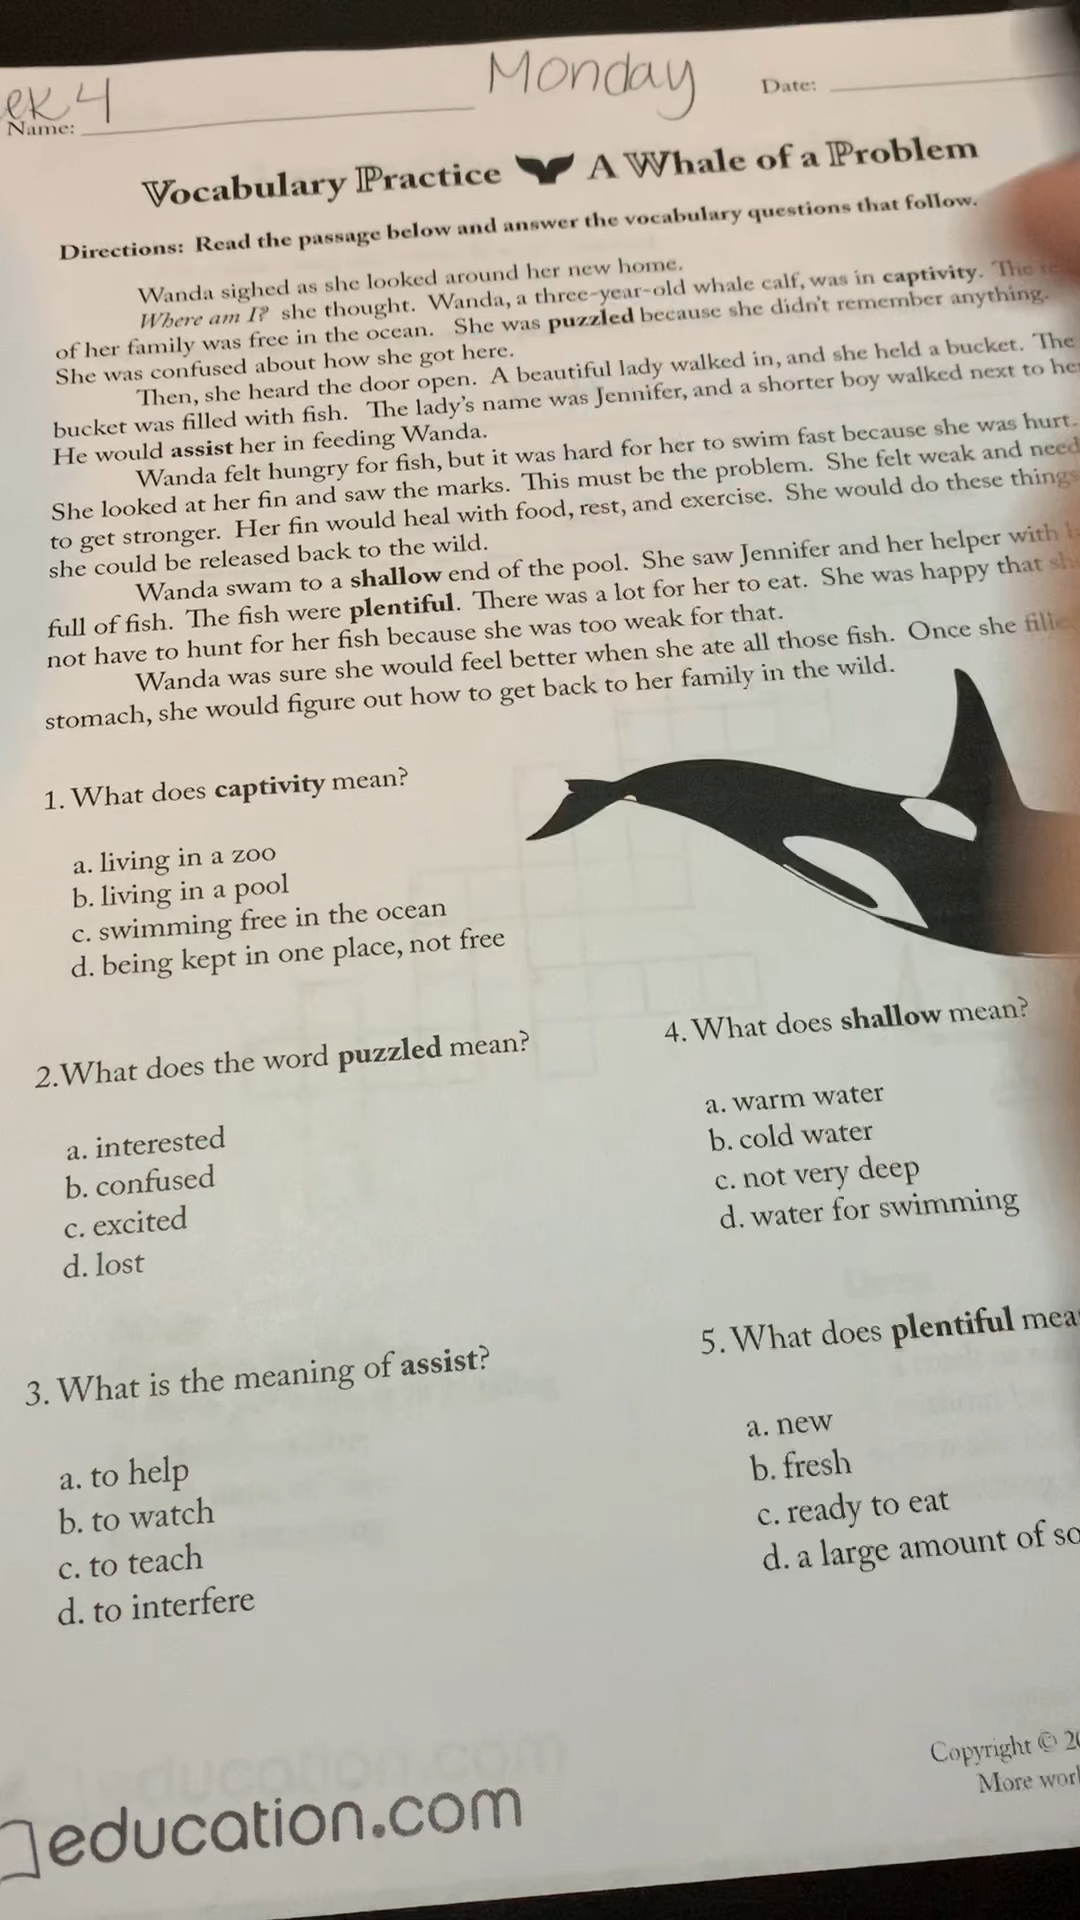 ek 4
Monday
Name:
Date:
Vocabulary Practice A Whale of a Problem
Directions: Read the passage below and answer the vocabulary questions that follow.
Wanda sighed as she looked around her new home.
Where am I? she thought. Wanda, a three-year-old whale calf, was in captivity. The
of her family was free in the ocean. She was puzzled because she didn't remember anything.
She was confused about how she got here.
Then, she heard the door open. A beautiful lady walked in, and she held a bucket. The
bucket was filled with fish. The lady's name was Jennifer, and a shorter boy walked next to her
He would assist her in feeding Wanda.
Wanda felt hungry for fish, but it was hard for her to swim fast because she was hurt.
She looked at her fin and saw the marks. This must be the problem. She felt weak and need
to get stronger. Her fin would heal with food, rest, and exercise. She would do these things
she could be released back to the wild.
Wanda swam to a shallow end of the pool. She saw Jennifer and her helper with
full of fish. The fish were plentiful. There was a lot for her to eat. She was happy that
not have to hunt for her fish because she was too weak for that.
Wanda was sure she would feel better when she ate all those fish. Once she
stomach, she would figure out how to get back to her family in the wild.
1. What does captivity mean?
a. living in a zoo
b. living in a pool
c. swimming free in the ocean
d. being kept in one place, not free
2.What does the word puzzled mean?
a. interested
b. confused
c. excited
d. lost
3. What is the meaning of assist?
a. to help
b. to watch
c. to teach
d. to interfere
4. What does shallow mean?
a. warm water
b. cold water
c. not very deep
d. water for swimming
5. What does plentiful mea
a. new
b. fresh
c. ready to eat
d. a large amount of so
Copyright © 20
More worl
education.com